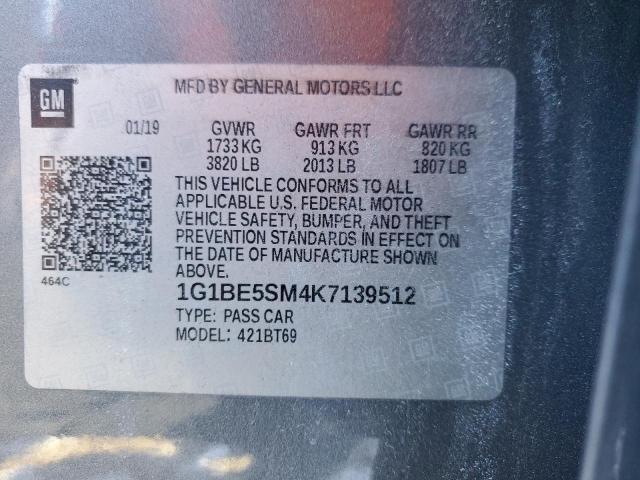 GM
MFD BY GENERAL MOTORS LLC
01/19 GVWR GAWR FRT GAWR RR
1733 KG 913 KG 820 KG
3820 LB 2013 LB 1807 LB
THIS VEHICLE CONFORMS TO ALL
APPLICABLE U.S. FEDERAL MOTOR
VEHICLE SAFETY, BUMPER, AND THEFT
PREVENTION STANDARDS IN EFFECT ON
THE DATE OF MANUFACTURE SHOWN
ABOVE.
464C
1G1BE5SM4K7139512
TYPE: PASS CAR
MODEL: 421BT69